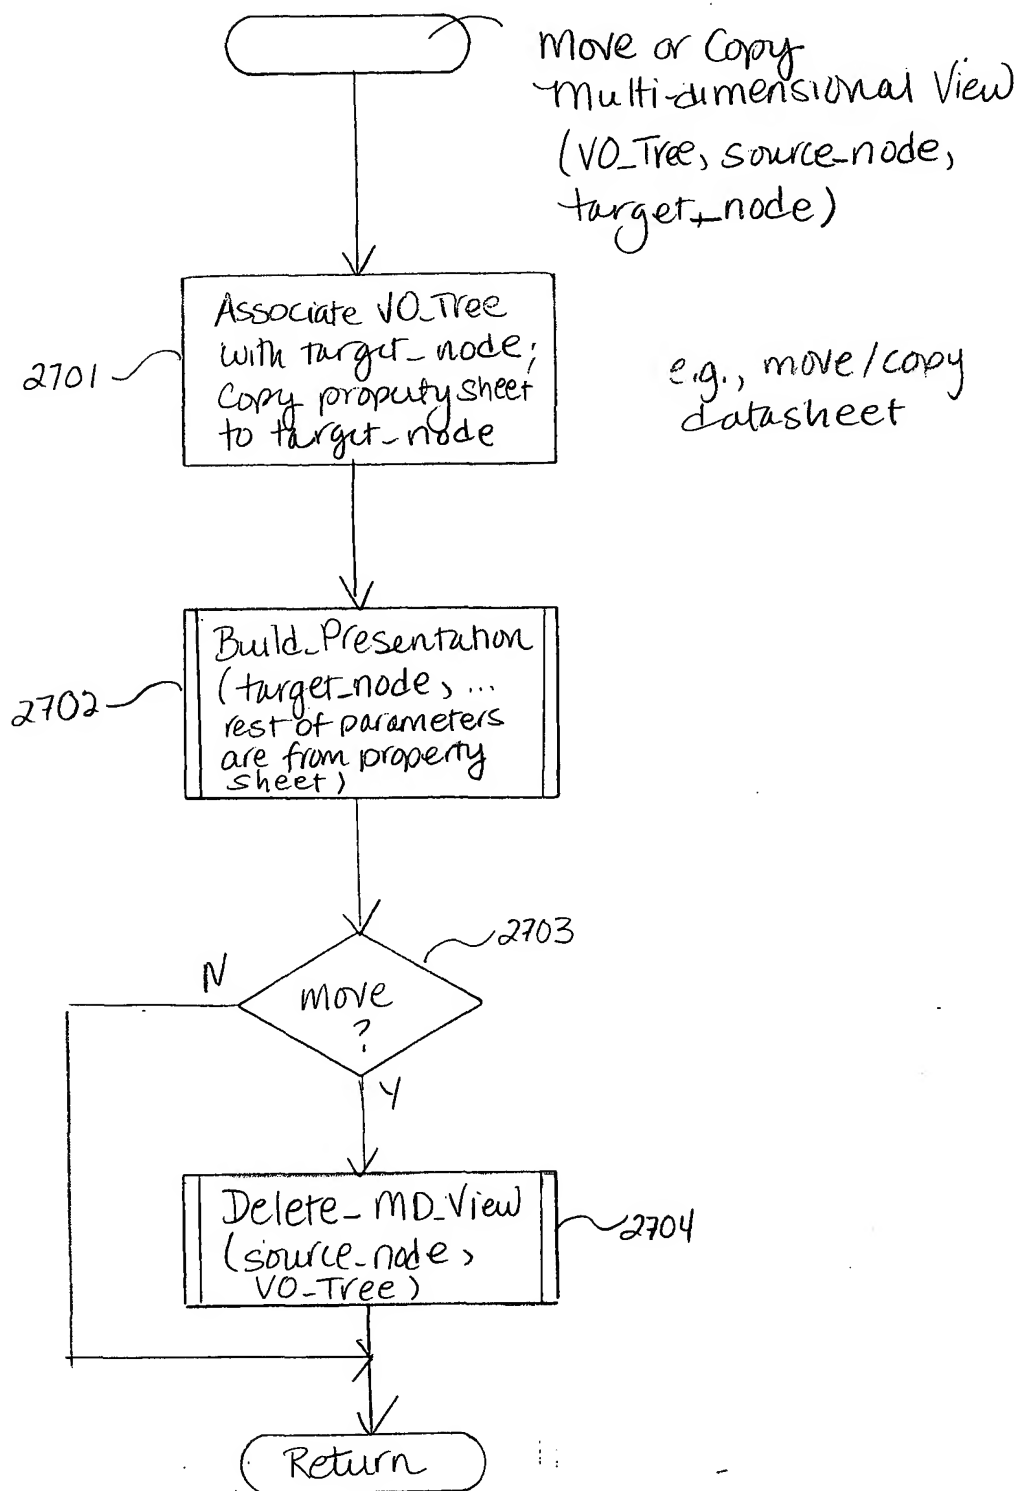 Move or Copy
Multi-dimensional View
(VO_Tree, source_node,
target_node)
2701
Associate VO_Tree
with target_node;
Copy property sheet
to target_node
e.g., move/copy
datasheet
2702
Build_Presentation
(target_node, ...
rest of parameters
are from property
sheet)
2703
N
move
?
Y
Delete_MD_View
(source_node,
VO_Tree)
2704
Return